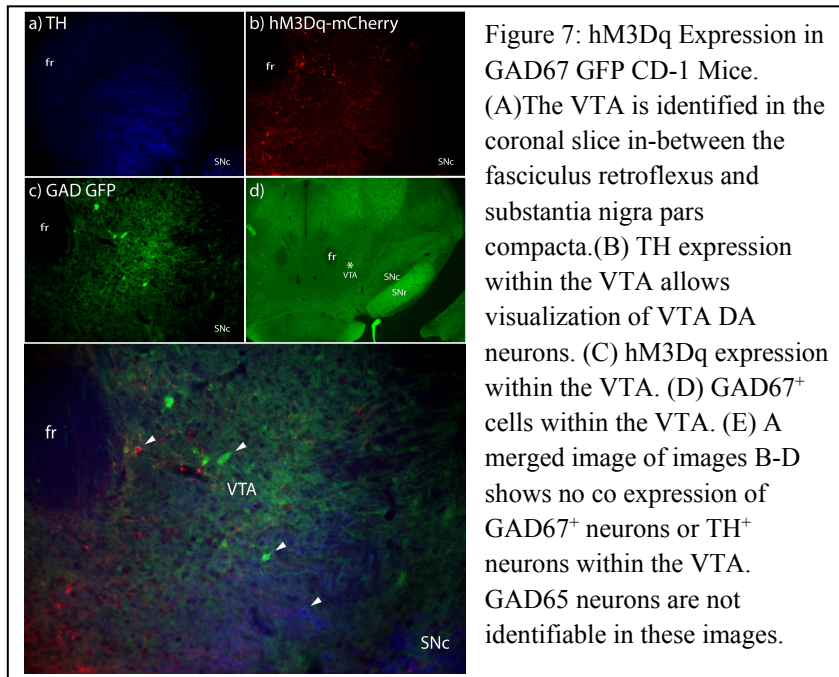 a) TH
fr
SNc
b) hM3Dq-mCherry
fr
SNc
c) GAD GFP
fr
SNc
d)
fr
*
VTA
SNc
SNr
fr
VTA
SNc
Figure 7: hM3Dq Expression in
GAD67 GFP CD-1 Mice.
(A)The VTA is identified in the
coronal slice in-between the
fasciculus retroflexus and
substantia nigra pars
compacta.(B) TH expression
within the VTA allows
visualization of VTA DA
neurons. (C) hM3Dq expression
within the VTA. (D) GAD67⁺
cells within the VTA. (E) A
merged image of images B-D
shows no co expression of
GAD67⁺ neurons or TH⁺
neurons within the VTA.
GAD65 neurons are not
identifiable in these images.